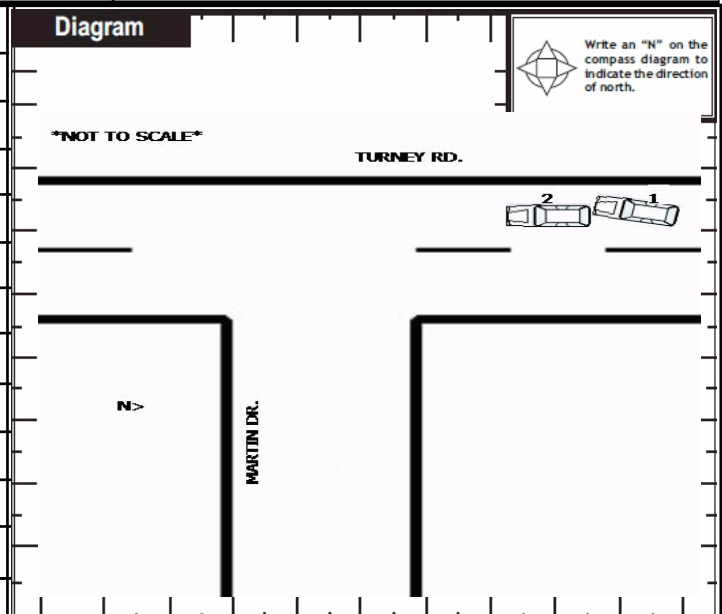 Diagram
Write an “N” on the
compass diagram to
indicate the direction
of north.
*NOT TO SCALE*
TURNEY RD.
2
1
N>
MARTIN DR.